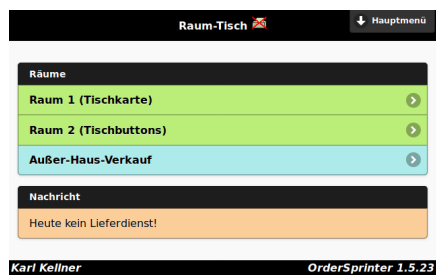 Raum-Tisch
Hauptmenü
Räume
Raum 1 (Tischkarte)
Raum 2 (Tischbuttons)
Außer-Haus-Verkauf
Nachricht
Heute kein Lieferdienst!
Karl Kellner
OrderSprinter 1.5.23